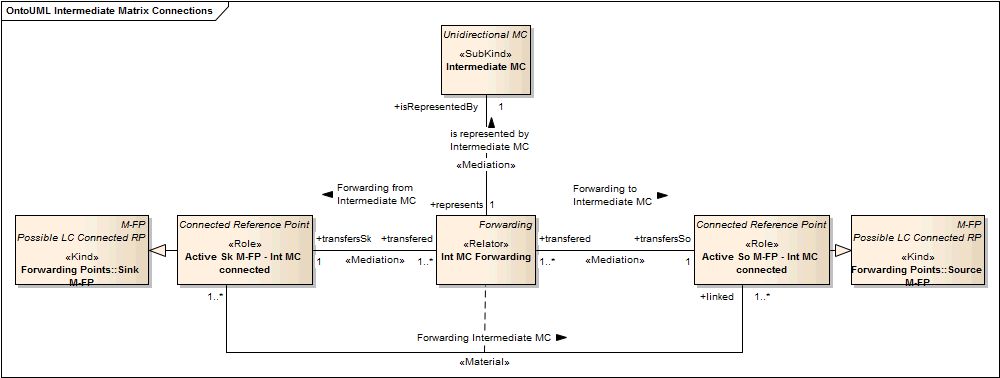 OntoUML Intermediate Matrix Connections
Unidirectional MC
«SubKind»
Intermediate MC
+isRepresentedBy 1
is represented by
Intermediate MC
«Mediation»
Forwarding from
Intermediate MC
Forwarding to
Intermediate MC
+represents 1
M-FP
Possible LC Connected RP
«Kind»
Forwarding Points::Sink
M-FP
Connected Reference Point
«Role»
Active Sk M-FP - Int MC
connected
+transfersSk +transfered
1 «Mediation» 1..*
Forwarding
«Relator»
Int MC Forwarding
+transfered +transfersSo
1..* «Mediation» 1
Connected Reference Point
«Role»
Active So M-FP - Int MC
connected
M-FP
Possible LC Connected RP
«Kind»
Forwarding Points::Source
M-FP
1..* +linked 1..*
Forwarding Intermediate MC
«Material»